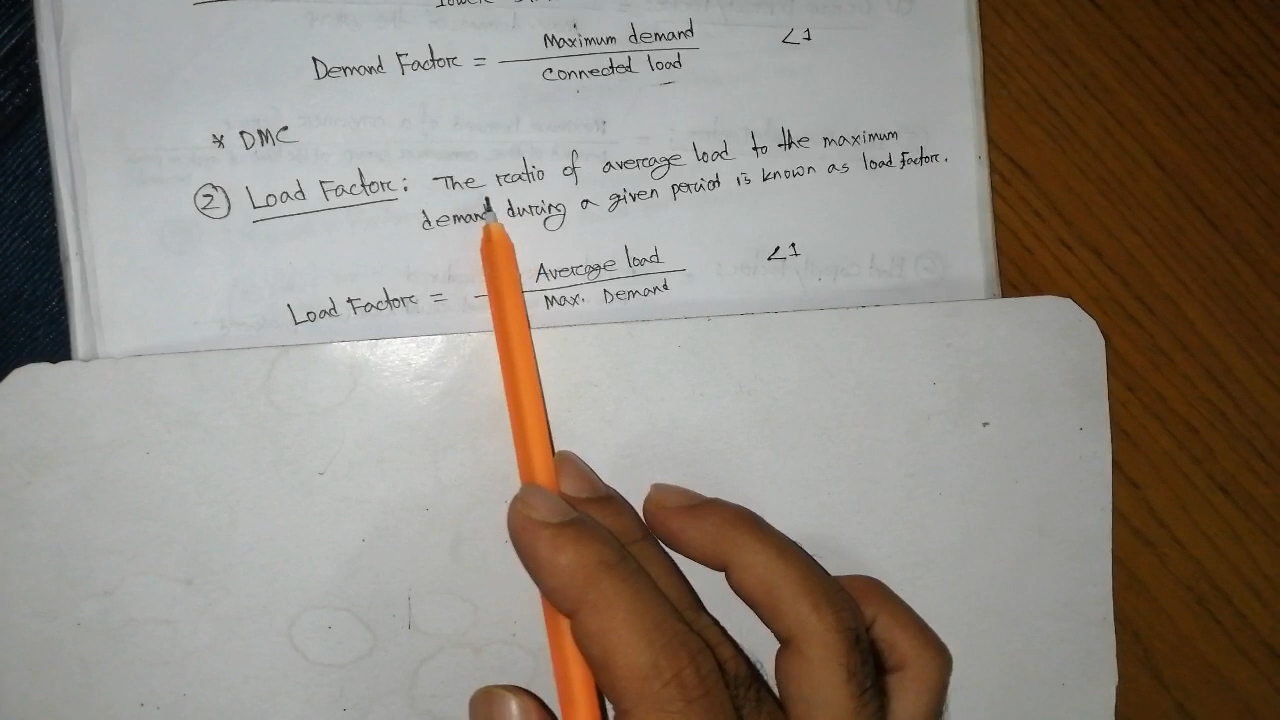 Demand Factor = Maximum demand / Connected load <1
* DMC
② Load Factor: The ratio of average load to the maximum
demand during a given period is known as load factor.
Load Factor = Average load / Max. Demand <1